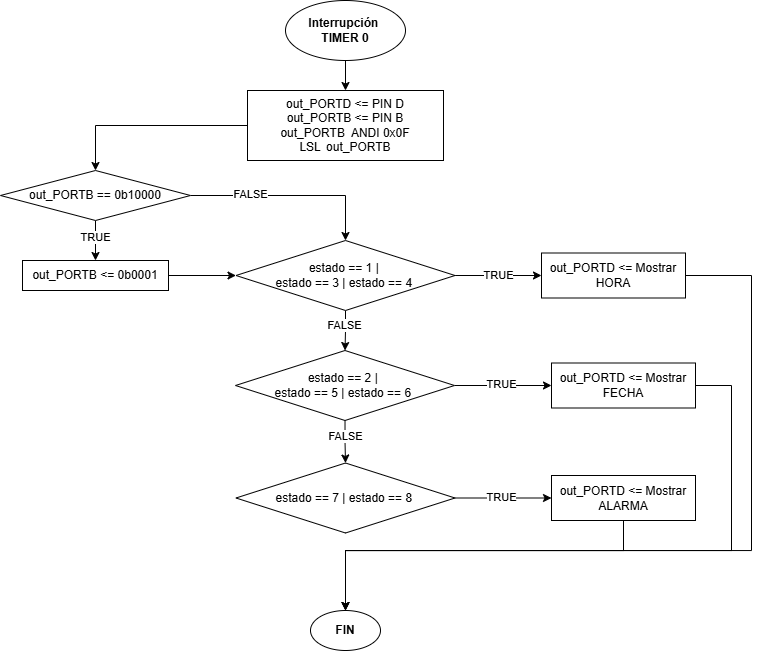 Interrupción
TIMER 0
out_PORTD <= PIN D
out_PORTB <= PIN B
out_PORTB  ANDI 0x0F
LSL  out_PORTB
out_PORTB == 0b10000
FALSE
TRUE
out_PORTB <= 0b0001
estado == 1 |
estado == 3 | estado == 4
TRUE
out_PORTD <= Mostrar
HORA
FALSE
estado == 2 |
estado == 5 | estado == 6
TRUE
out_PORTD <= Mostrar
FECHA
FALSE
estado == 7 | estado == 8
TRUE
out_PORTD <= Mostrar
ALARMA
FIN